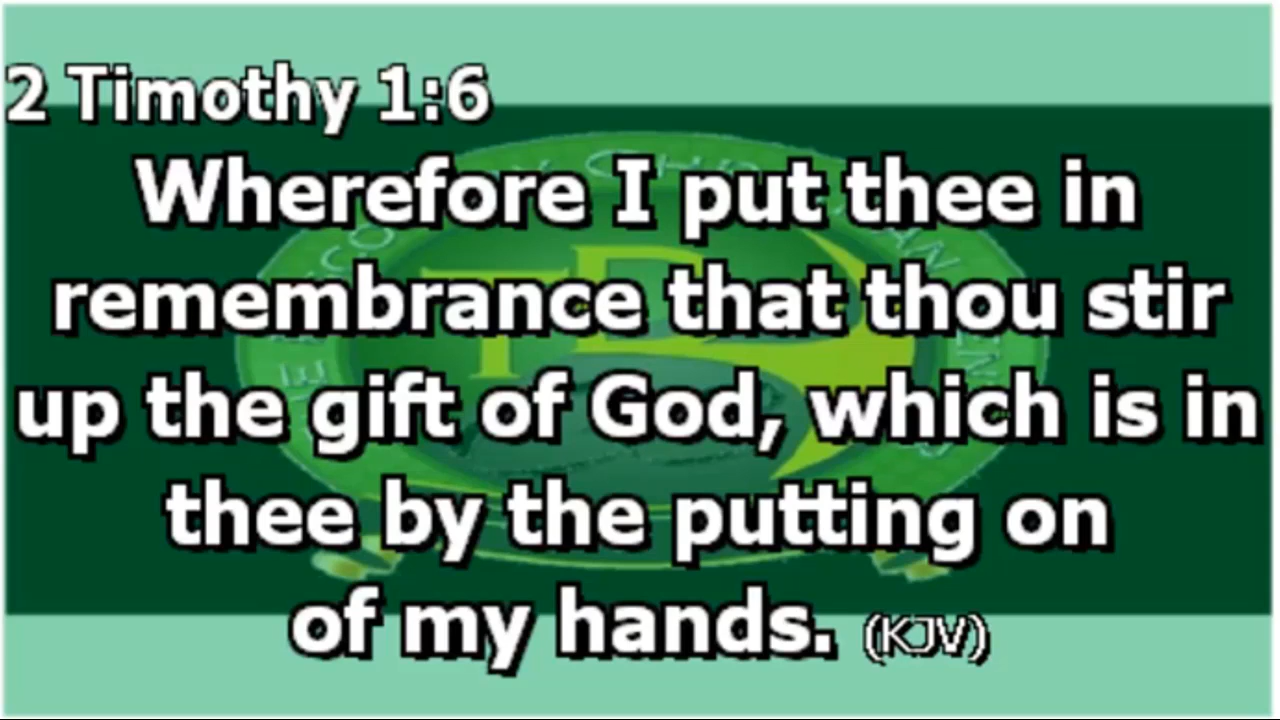 2 Timothy 1:6
Wherefore I put thee in
remembrance that thou stir
up the gift of God, which is in
thee by the putting on
of my hands. (KJV)